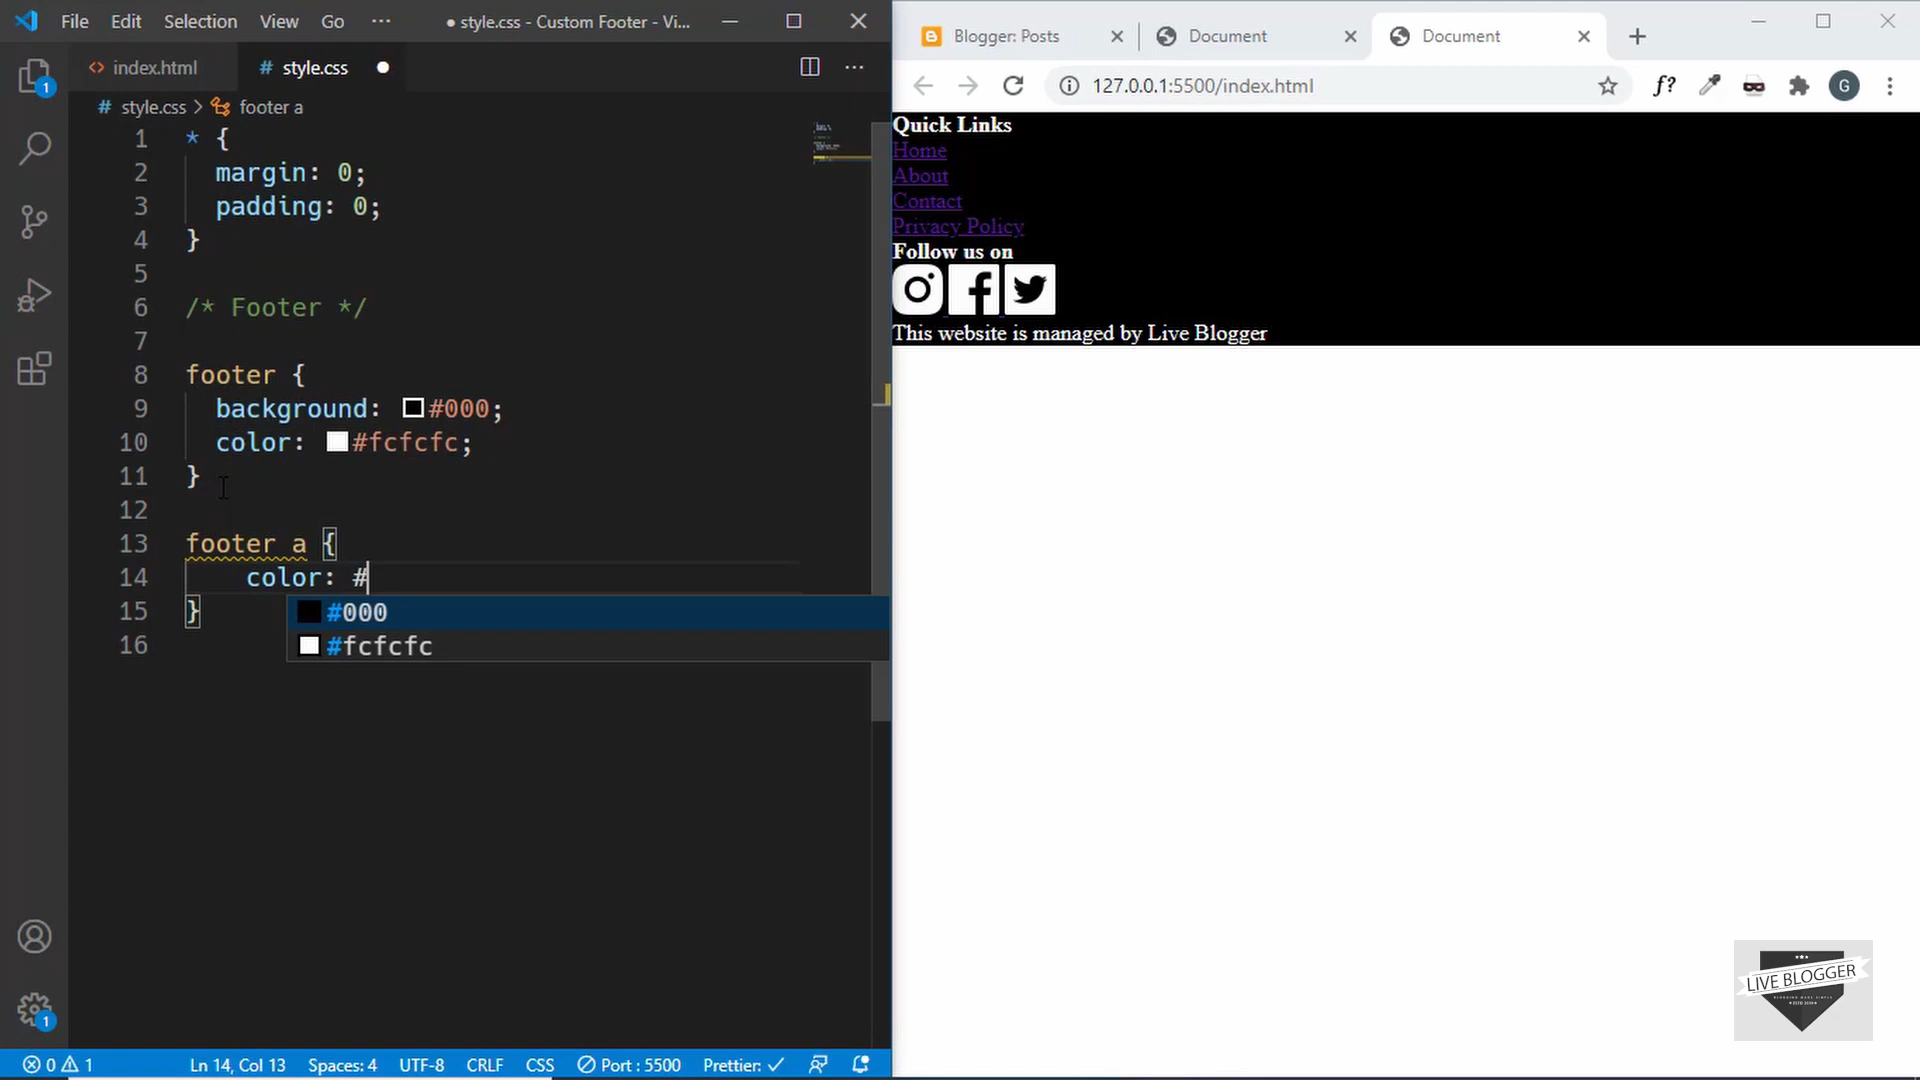 File Edit Selection View Go ··· ● style.css - Custom Footer - Vi...
<> index.html # style.css ●
# style.css > footer a
1 * {
2 margin: 0;
3 padding: 0;
4 }
5
6 /* Footer */
7
8 footer {
9 background: #000;
10 color: #fcfcfc;
11 }
12
13 footer a {
14 color: #
15 }
16
#000
#fcfcfc
1
1
0 1 Ln 14, Col 13 Spaces: 4 UTF-8 CRLF CSS Port : 5500 Prettier: ✓
Blogger: Posts Document Document
127.0.0.1:5500/index.html f? G
Quick Links
Home
About
Contact
Privacy Policy
Follow us on
This website is managed by Live Blogger
LIVE BLOGGER